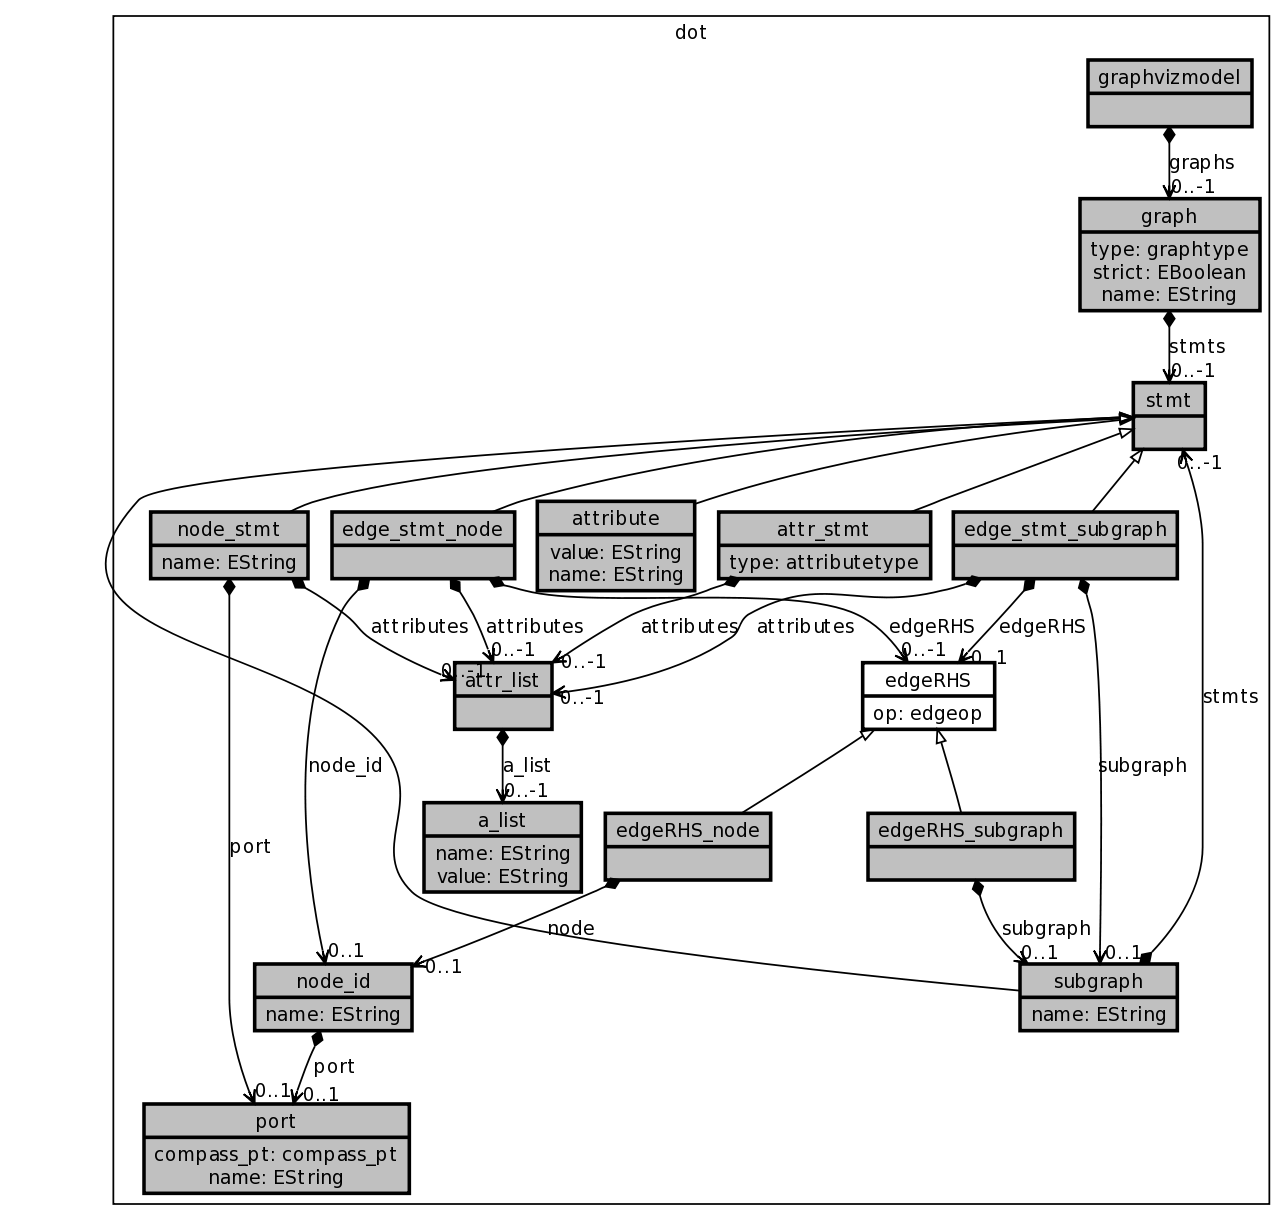 dot
graphvizmodel
graphs
0..-1
graph
type: graphtype
strict: EBoolean
name: EString
stmts
0..-1
stmt
0..-1
node_stmt
name: EString
edge_stmt_node
attribute
value: EString
name: EString
attr_stmt
type: attributetype
edge_stmt_subgraph
attributes
attributes
attributes
attributes
edgeRHS
edgeRHS
0..-1
0..-1
0..-1
0..-1
0..1
0..-1
attr_list
edgeRHS
op: edgeop
stmts
node_id
a_list
0..-1
subgraph
a_list
name: EString
value: EString
edgeRHS_node
edgeRHS_subgraph
port
node
subgraph
0..1
0..1
0..1
0..1
node_id
name: EString
subgraph
name: EString
port
0..1
0..1
port
compass_pt: compass_pt
name: EString